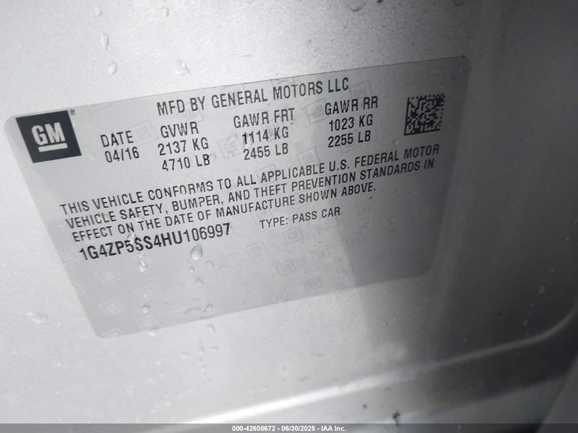 MFD BY GENERAL MOTORS LLC
GM
DATE GVWR GAWR FRT GAWR RR
04/16 2137 KG 1114 KG 1023 KG
4710 LB 2455 LB 2255 LB
THIS VEHICLE CONFORMS TO ALL APPLICABLE U.S. FEDERAL MOTOR
VEHICLE SAFETY, BUMPER, AND THEFT PREVENTION STANDARDS IN
EFFECT ON THE DATE OF MANUFACTURE SHOWN ABOVE.
1G4ZP5SS4HU106997 TYPE: PASS CAR
000-42608672 - 06/30/2025 - IAA Inc.